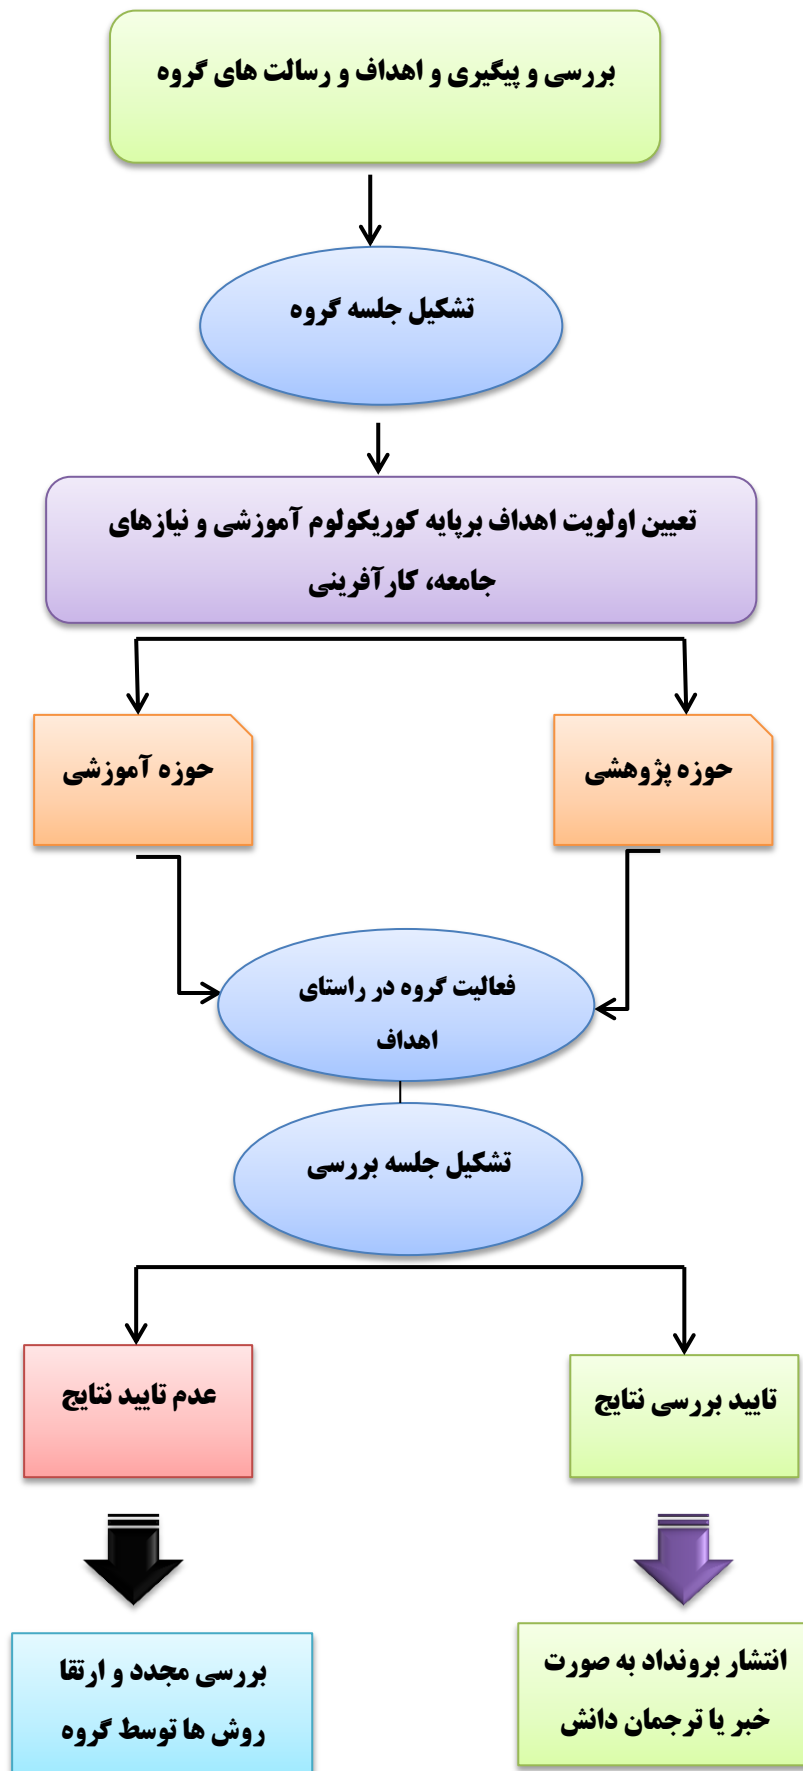 بررسی و پیگیری و اهداف و رسالت های گروه
تشکیل جلسه گروه
تعیین اولویت اهداف برپایه کوریکولوم آموزشی و نیازهای
جامعه، کارآفرینی
حوزه پژوهشی
حوزه آموزشی
فعالیت گروه در راستای
اهداف
تشکیل جلسه بررسی
تایید بررسی نتایج
عدم تایید نتایج
انتشار برونداد به صورت
خبر یا ترجمان دانش
بررسی مجدد و ارتقا
روش ها توسط گروه